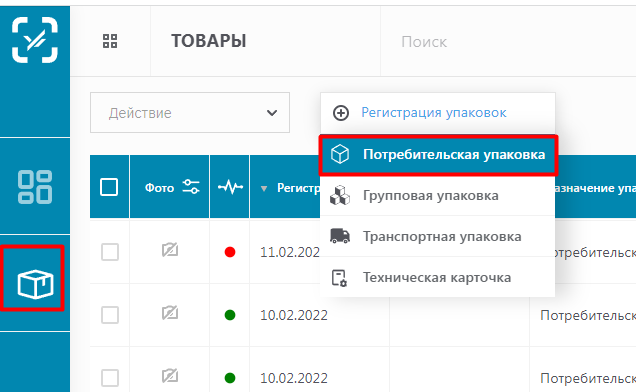 ТОВАРЫ
Поиск
Действие
Регистрация упаковок
Потребительская упаковка
Групповая упаковка
Транспортная упаковка
Техническая карточка
Фото
Регистр
азначение упа
11.02.202
Потребительск
10.02.2022
Потребительск
10.02.2022
Потребительск